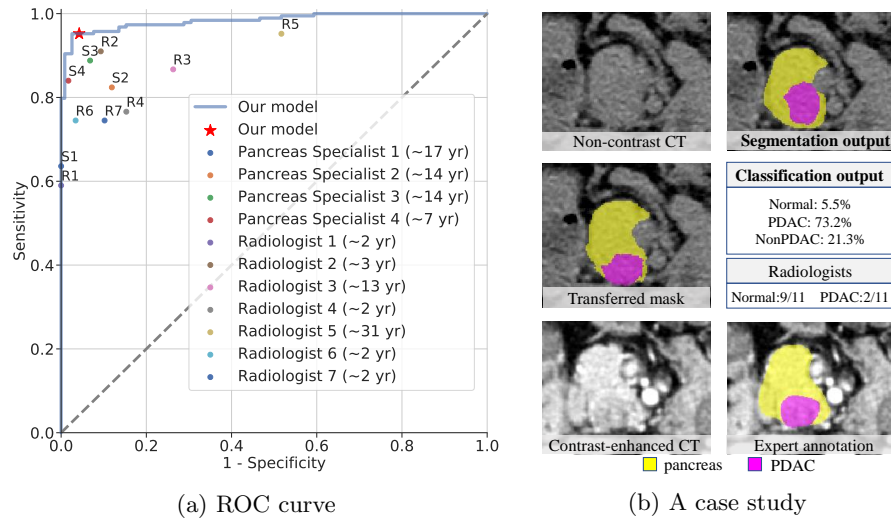 1.0
0.8
0.6
0.4
0.2
0.0
Sensitivity
0.0 0.2 0.4 0.6 0.8 1.0
1 - Specificity
R2
S3
R3
R5
S4
S2
R4
R6
R7
S1
R1
Our model
Our model
Pancreas Specialist 1 (~17 yr)
Pancreas Specialist 2 (~14 yr)
Pancreas Specialist 3 (~14 yr)
Pancreas Specialist 4 (~7 yr)
Radiologist 1 (~2 yr)
Radiologist 2 (~3 yr)
Radiologist 3 (~13 yr)
Radiologist 4 (~2 yr)
Radiologist 5 (~31 yr)
Radiologist 6 (~2 yr)
Radiologist 7 (~2 yr)
(a) ROC curve
Non-contrast CT
Segmentation output
Transferred mask
Classification output
Normal: 5.5%
PDAC: 73.2%
NonPDAC: 21.3%
Radiologists
Normal:9/11 PDAC:2/11
Contrast-enhanced CT
Expert annotation
pancreas PDAC
(b) A case study